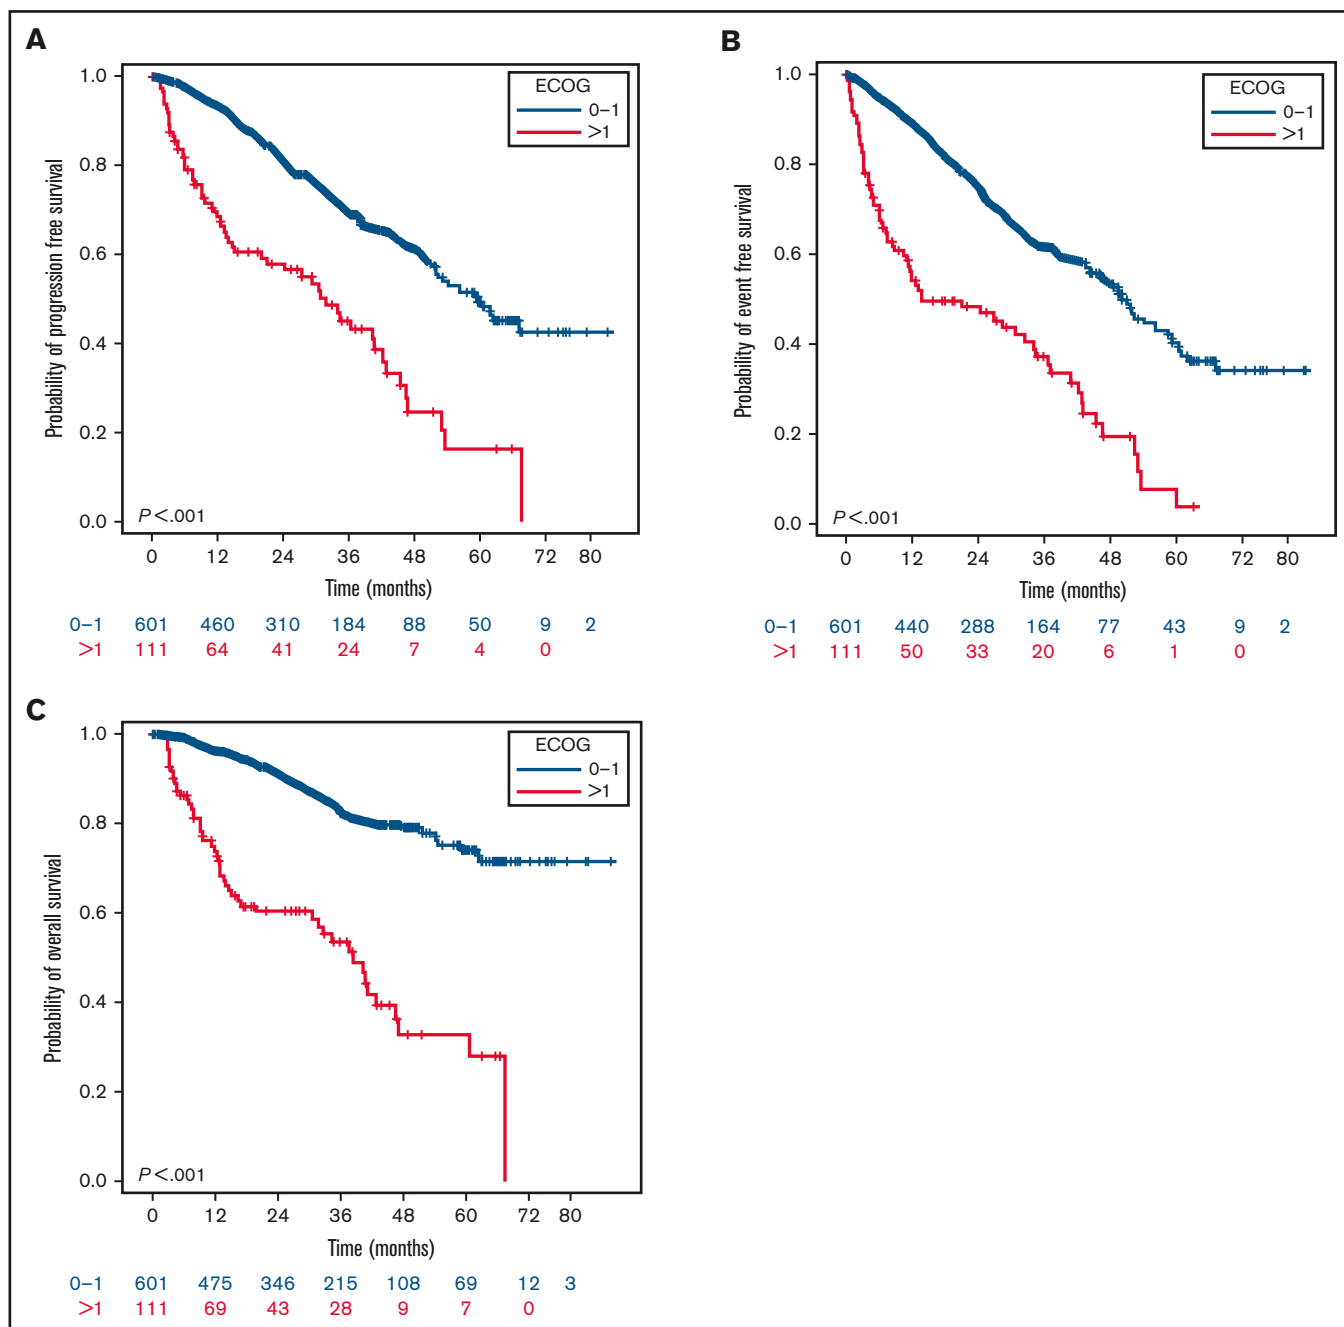 A
Probability of progression free survival
1.0
0.8
0.6
0.4
0.2
0.0
ECOG
0–1
>1
P<.001
0 12 24 36 48 60 72 80
Time (months)
0–1 601 460 310 184 88 50 9 2
>1 111 64 41 24 7 4 0
B
Probability of event free survival
1.0
0.8
0.6
0.4
0.2
0.0
ECOG
0–1
>1
P<.001
0 12 24 36 48 60 72 80
Time (months)
0–1 601 440 288 164 77 43 9 2
>1 111 50 33 20 6 1 0
C
Probability of overall survival
1.0
0.8
0.6
0.4
0.2
0.0
ECOG
0–1
>1
P<.001
0 12 24 36 48 60 72 80
Time (months)
0–1 601 475 346 215 108 69 12 3
>1 111 69 43 28 9 7 0